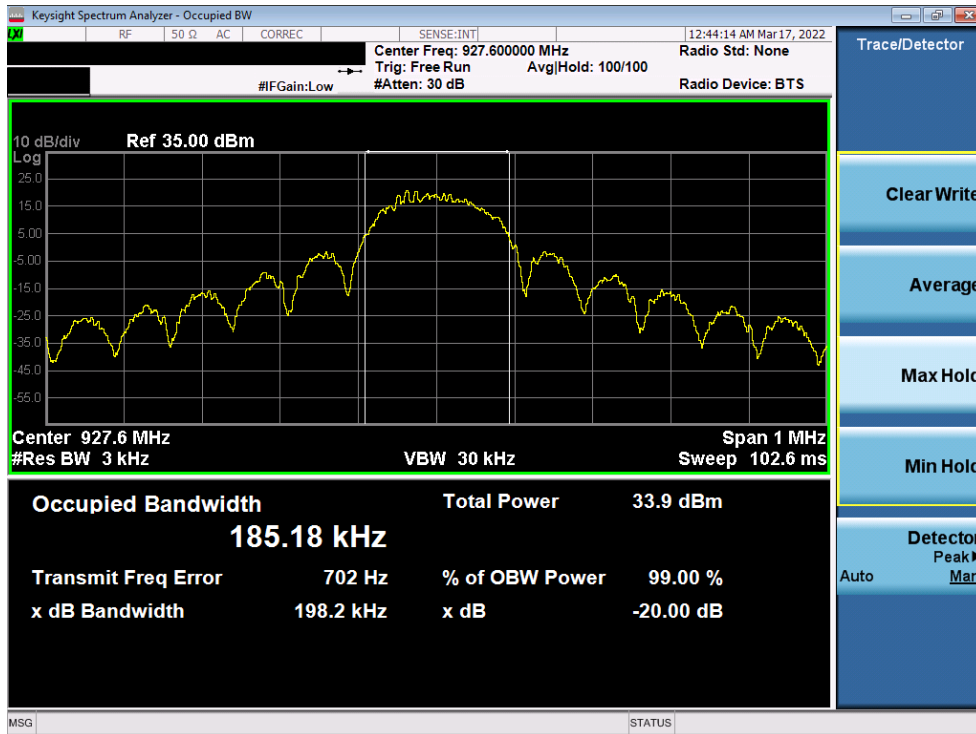 Keysight Spectrum Analyzer - Occupied BW
LXI RF 50 Ω AC CORREC SENSE:INT 12:44:14 AM Mar 17, 2022
Center Freq: 927.600000 MHz Radio Std: None
Trig: Free Run Avg|Hold: 100/100
#IFGain:Low #Atten: 30 dB Radio Device: BTS
Trace/Detector
10 dB/div Ref 35.00 dBm
Log
25.0
15.0
5.00
-5.00
-15.0
-25.0
-35.0
-45.0
-55.0
Center 927.6 MHz Span 1 MHz
#Res BW 3 kHz VBW 30 kHz Sweep 102.6 ms
Occupied Bandwidth Total Power 33.9 dBm
185.18 kHz
Transmit Freq Error 702 Hz % of OBW Power 99.00 %
x dB Bandwidth 198.2 kHz x dB -20.00 dB
Clear Write
Average
Max Hold
Min Hold
Detector
Peak
Auto Man
MSG STATUS